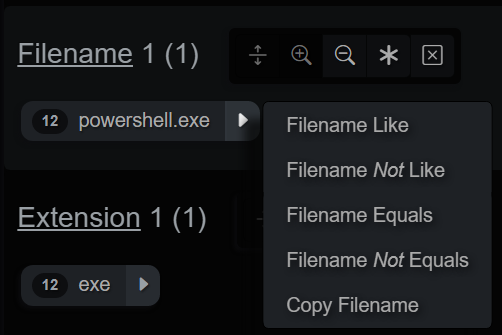 Filename 1 (1)
12 powershell.exe
Filename Like
Filename Not Like
Filename Equals
Filename Not Equals
Copy Filename
Extension 1 (1)
12 exe